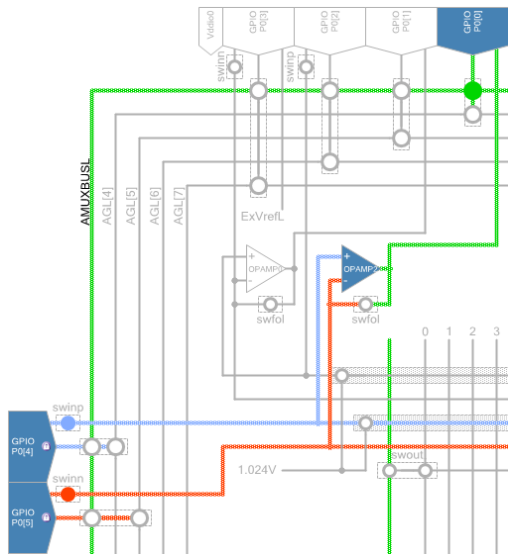 Vddio0
GPIO
P0[3]
GPIO
P0[2]
GPIO
P0[1]
GPIO
P0[0]
swinn
swinp
AMUXBUSL
AGL[4]
AGL[5]
AGL[6]
AGL[7]
ExVrefL
+
-
OPAMP0
+
-
OPAMP2
swfol
swfol
0
1
2
3
swinp
GPIO
P0[4]
swout
1.024V
swinn
GPIO
P0[5]